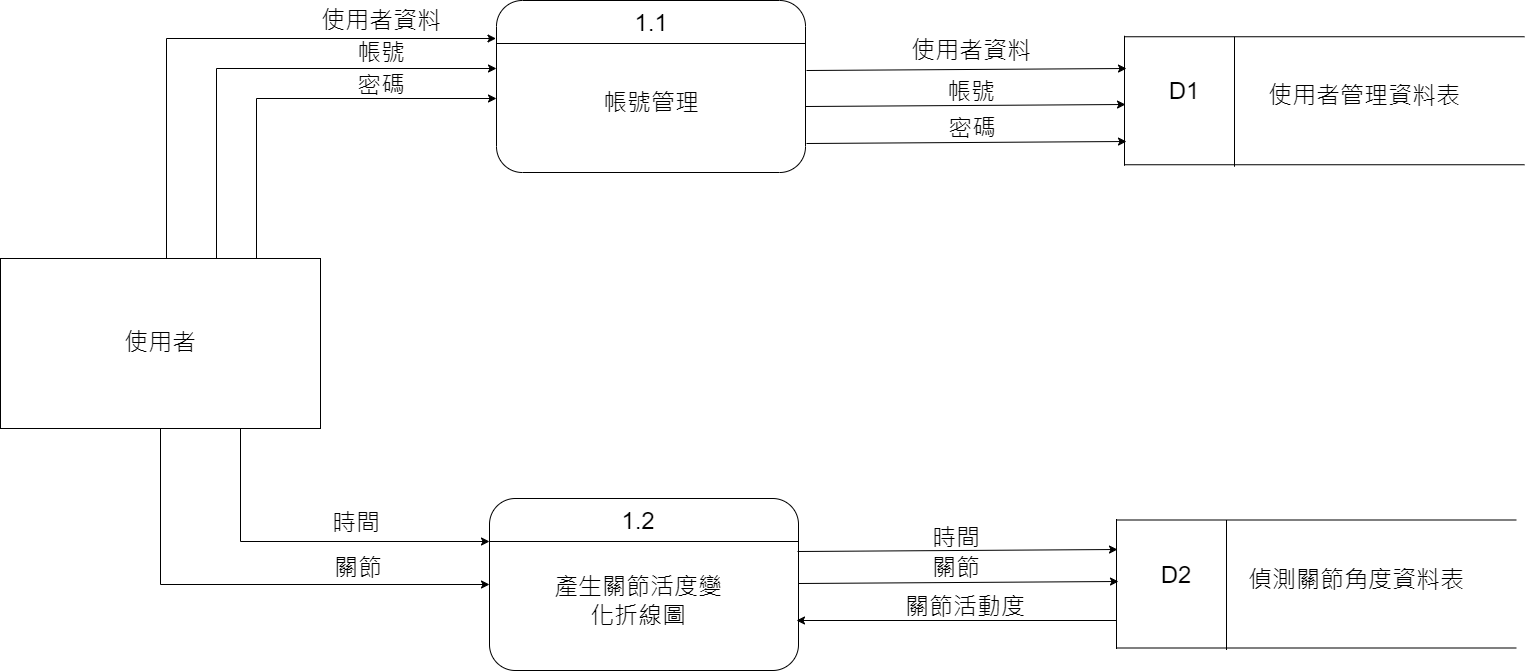 使用者資料
帳號
密碼
1.1
帳號管理
使用者資料
帳號
密碼
D1
使用者管理資料表
使用者
時間
關節
1.2
產生關節活度變
化折線圖
時間
關節
關節活動度
D2
偵測關節角度資料表